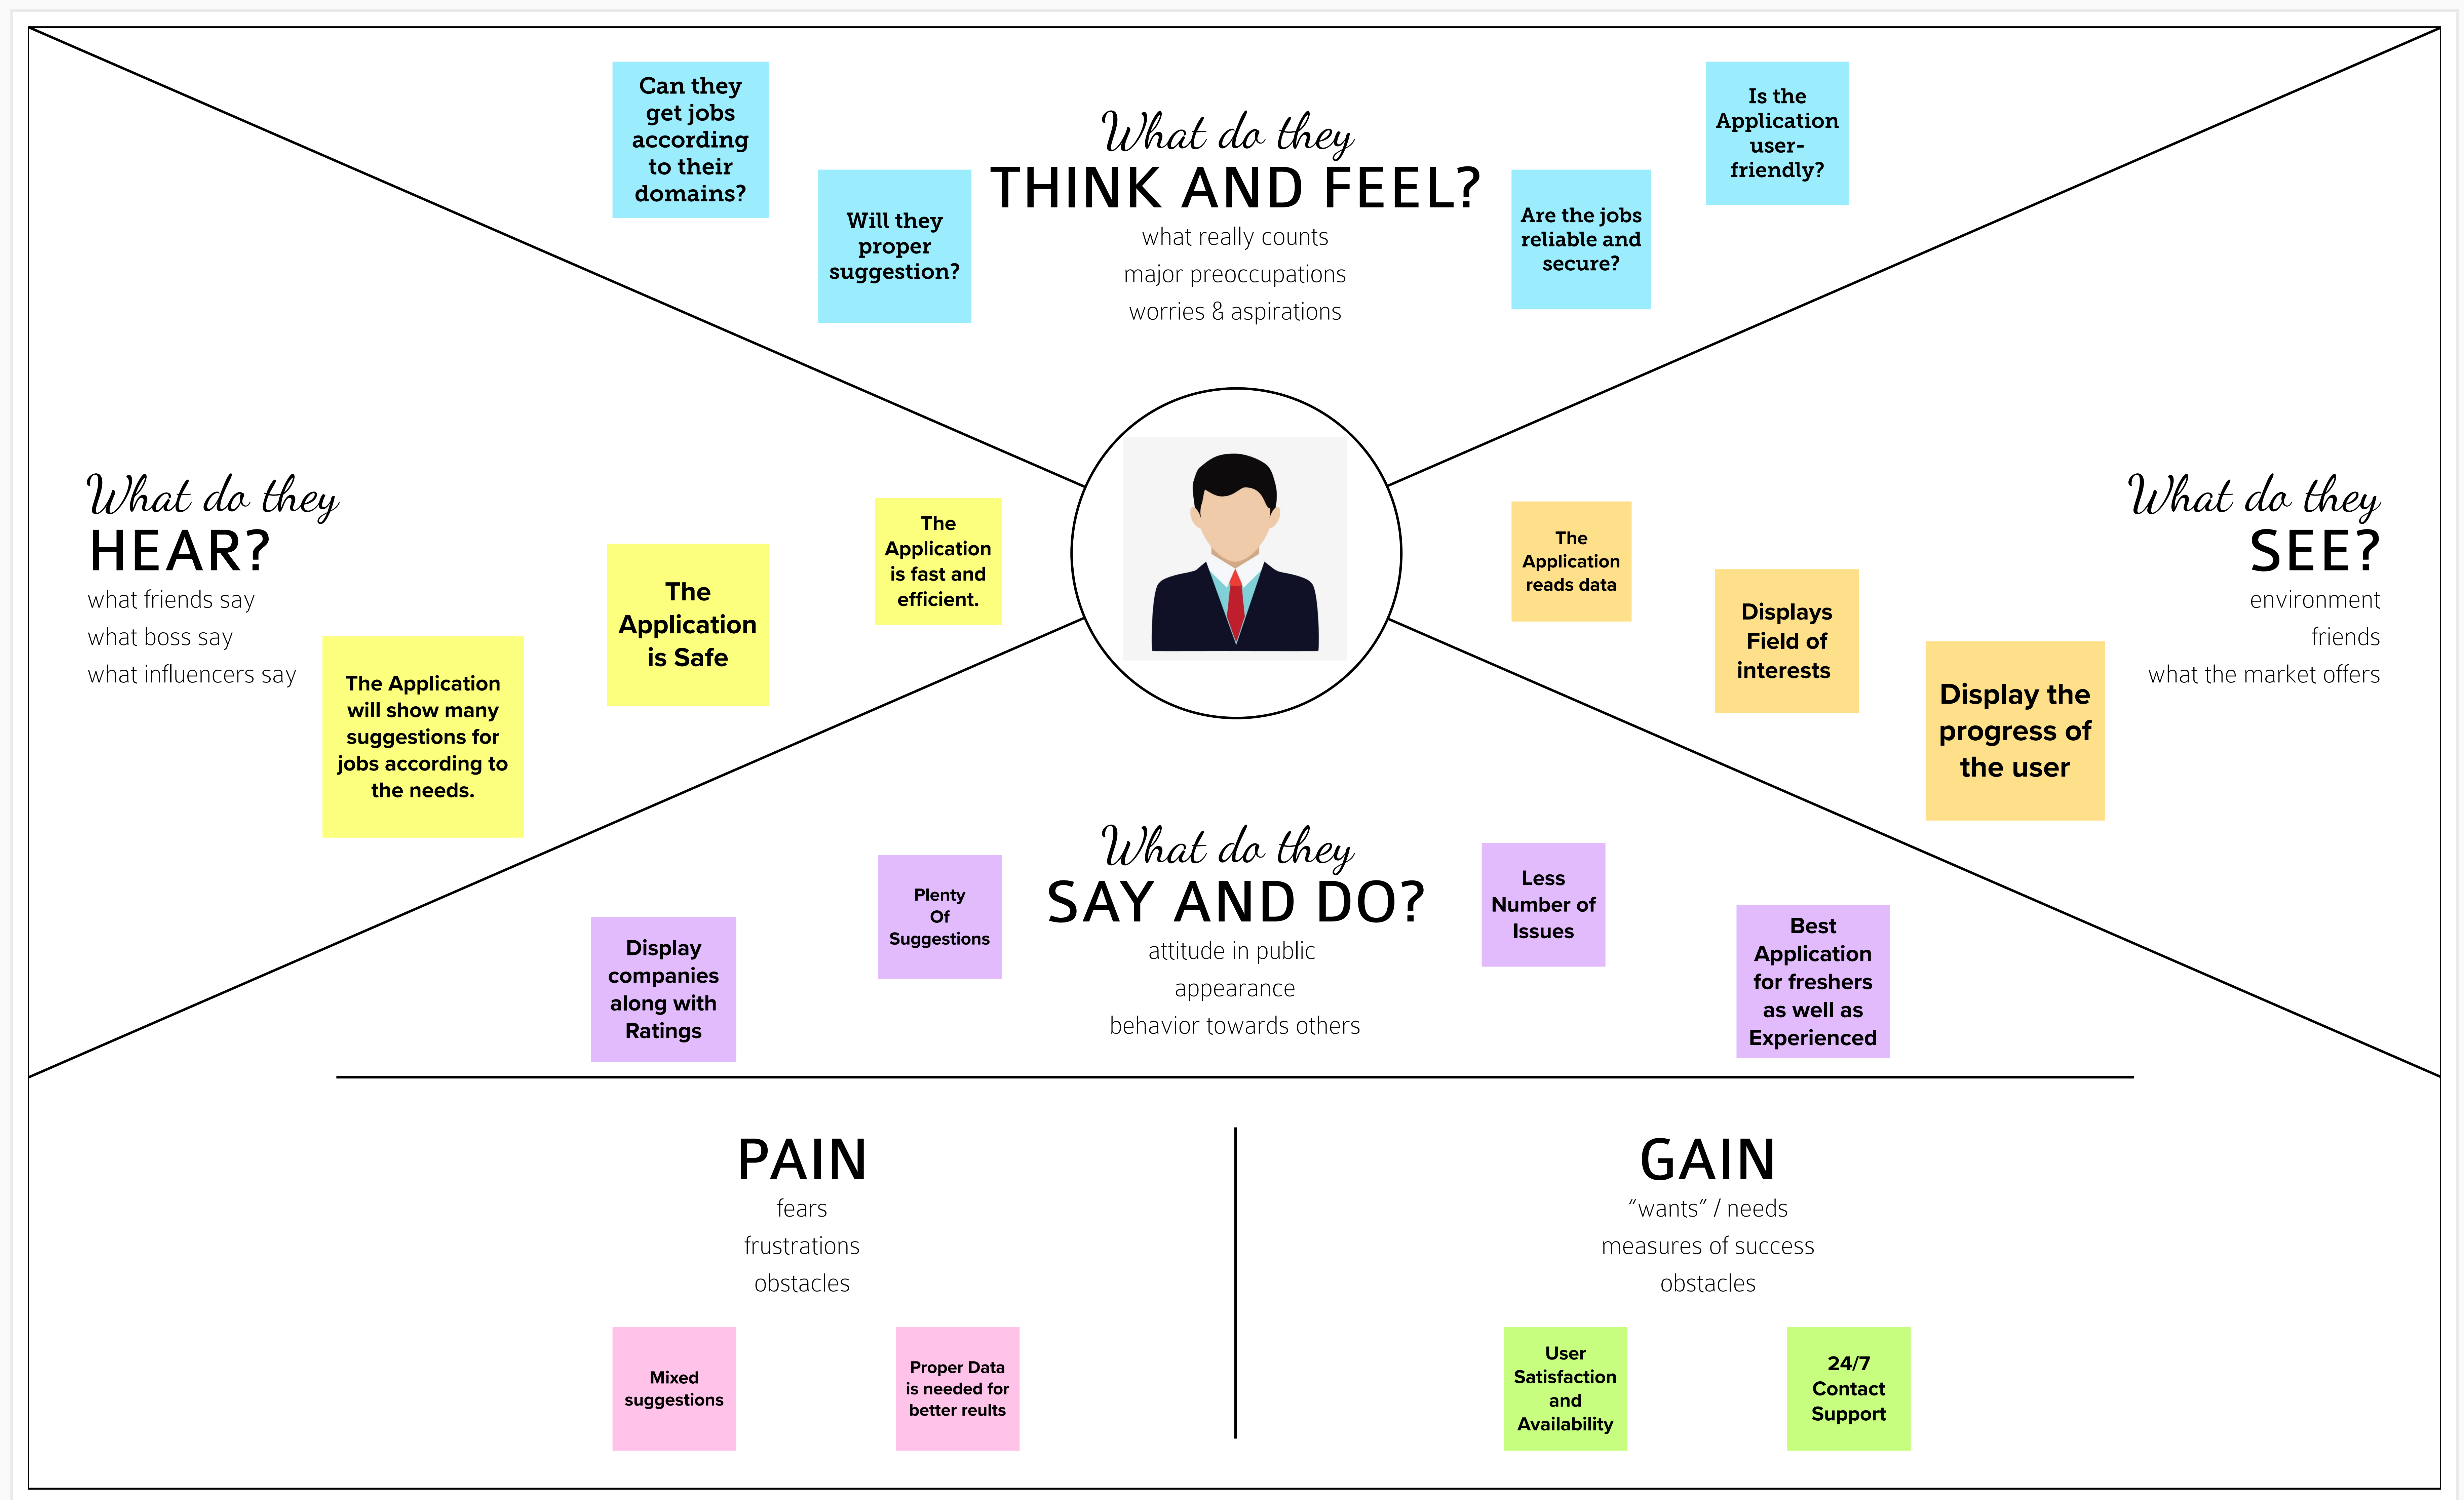 Can they
get jobs
according
to their
domains?
Will they
proper
suggestion?
What do they
THINK AND FEEL?
what really counts
major preoccupations
worries & aspirations
Are the jobs
reliable and
secure?
Is the
Application
user-
friendly?
What do they
HEAR?
what friends say
what boss say
what influencers say
The Application
will show many
suggestions for
jobs according to
the needs.
The
Application
is Safe
The
Application
is fast and
efficient.
The
Application
reads data
Displays
Field of
interests
Display the
progress of
the user
What do they
SEE?
environment
friends
what the market offers
Display
companies
along with
Ratings
Plenty
Of
Suggestions
What do they
SAY AND DO?
attitude in public
appearance
behavior towards others
Less
Number of
Issues
Best
Application
for freshers
as well as
Experienced
PAIN
fears
frustrations
obstacles
Mixed
suggestions
Proper Data
is needed for
better reults
GAIN
“wants” / needs
measures of success
obstacles
User
Satisfaction
and
Availability
24/7
Contact
Support